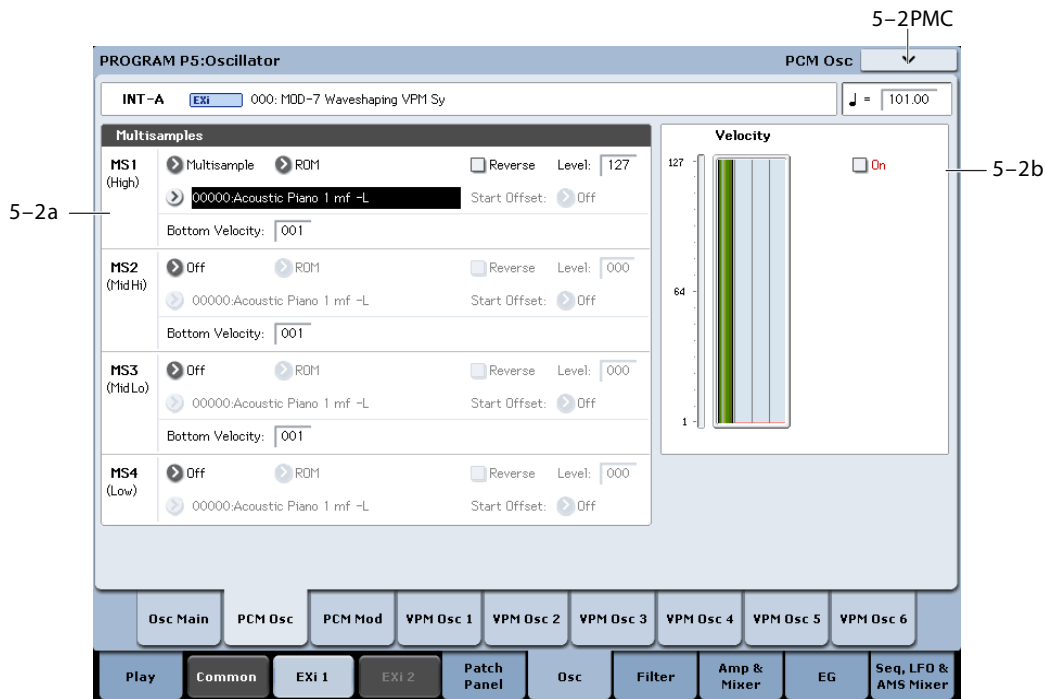 5-2PMC
PROGRAM P5:Oscillator
PCM Osc
INT-A EXi 000: MOD-7 Waveshaping VPM Sy
♩ = 101.00
Multisamples
MS1 Multisample ROM Reverse Level: 127
(High)
00000:Acoustic Piano 1 mf -L Start Offset: Off
Bottom Velocity: 001
MS2 Off ROM Reverse Level: 000
(MidHi)
00000:Acoustic Piano 1 mf -L Start Offset: Off
Bottom Velocity: 001
MS3 Off ROM Reverse Level: 000
(MidLo)
00000:Acoustic Piano 1 mf -L Start Offset: Off
Bottom Velocity: 001
MS4 Off ROM Reverse Level: 000
(Low)
00000:Acoustic Piano 1 mf -L Start Offset: Off
Velocity
127
64
1
On
5-2a
5-2b
Osc Main PCM Osc PCM Mod VPM Osc 1 VPM Osc 2 VPM Osc 3 VPM Osc 4 VPM Osc 5 VPM Osc 6
Play Common EXi 1 EXi 2 Patch Panel Osc Filter Amp & Mixer EG Seq, LFO & AMS Mixer